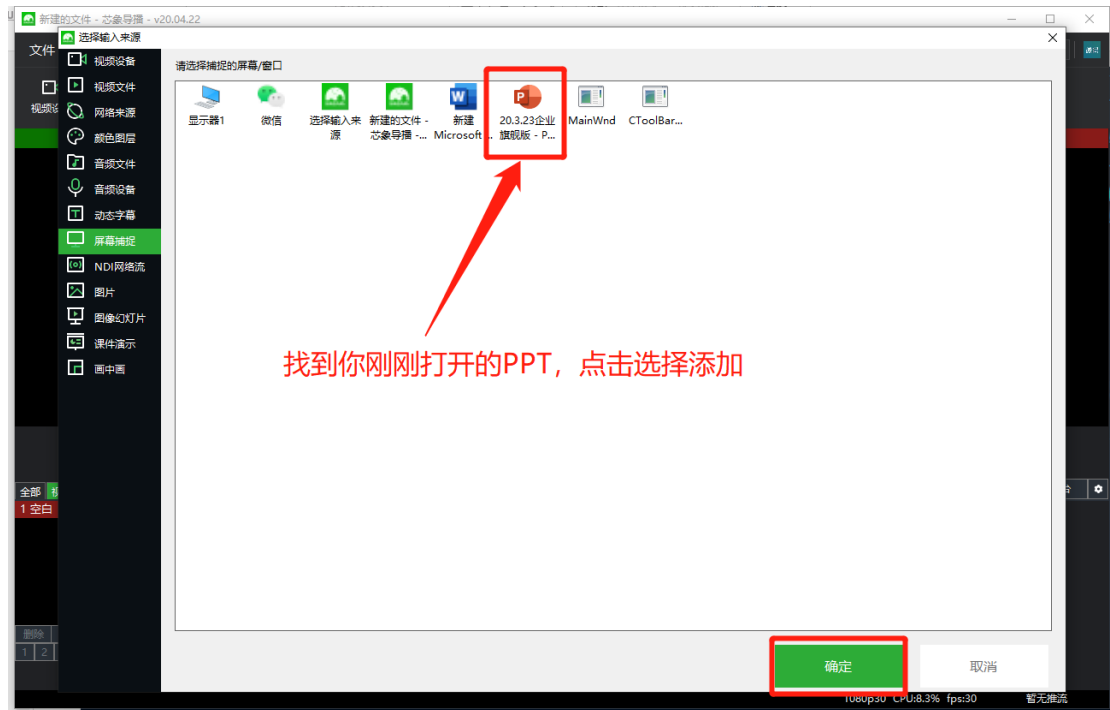 新建的文件 - 芯象导播 - v20.04.22
选择输入来源
文件
视频设备
请选择捕捉的屏幕/窗口
视频文件
网络来源
颜色图层
音频文件
音频设备
动态字幕
屏幕捕捉
NDI网络流
图片
图像幻灯片
课件演示
画中画
显示器1
微信
选择输入来
源
新建的文件 -
芯象导播 -...
新建
Microsoft ...
20.3.23企业
旗舰版 - P...
MainWnd
CToolBar...
找到你刚刚打开的PPT，点击选择添加
全部
1 空白
删除
1 2
确定
取消
1080p30 CPU:8.3% fps:30
暂无推流